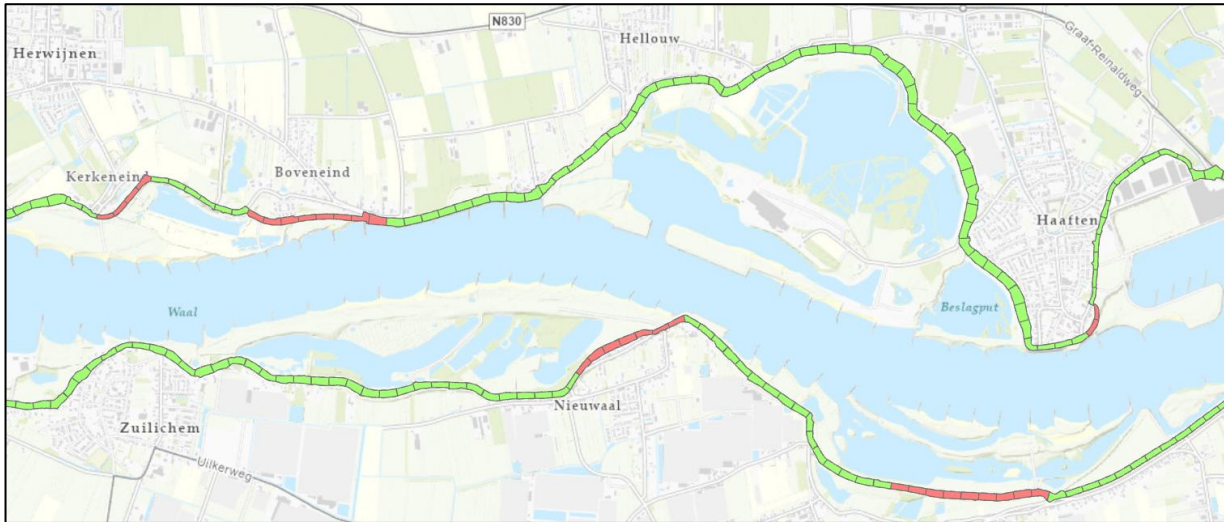 N830
Herwijnen
Hellouw
Graaf-Reinaldweg
Kerkeneind
Boveneind
Haaften
Waal
Beslagput
Nieuwaal
Zuilichem
Uilkerweg